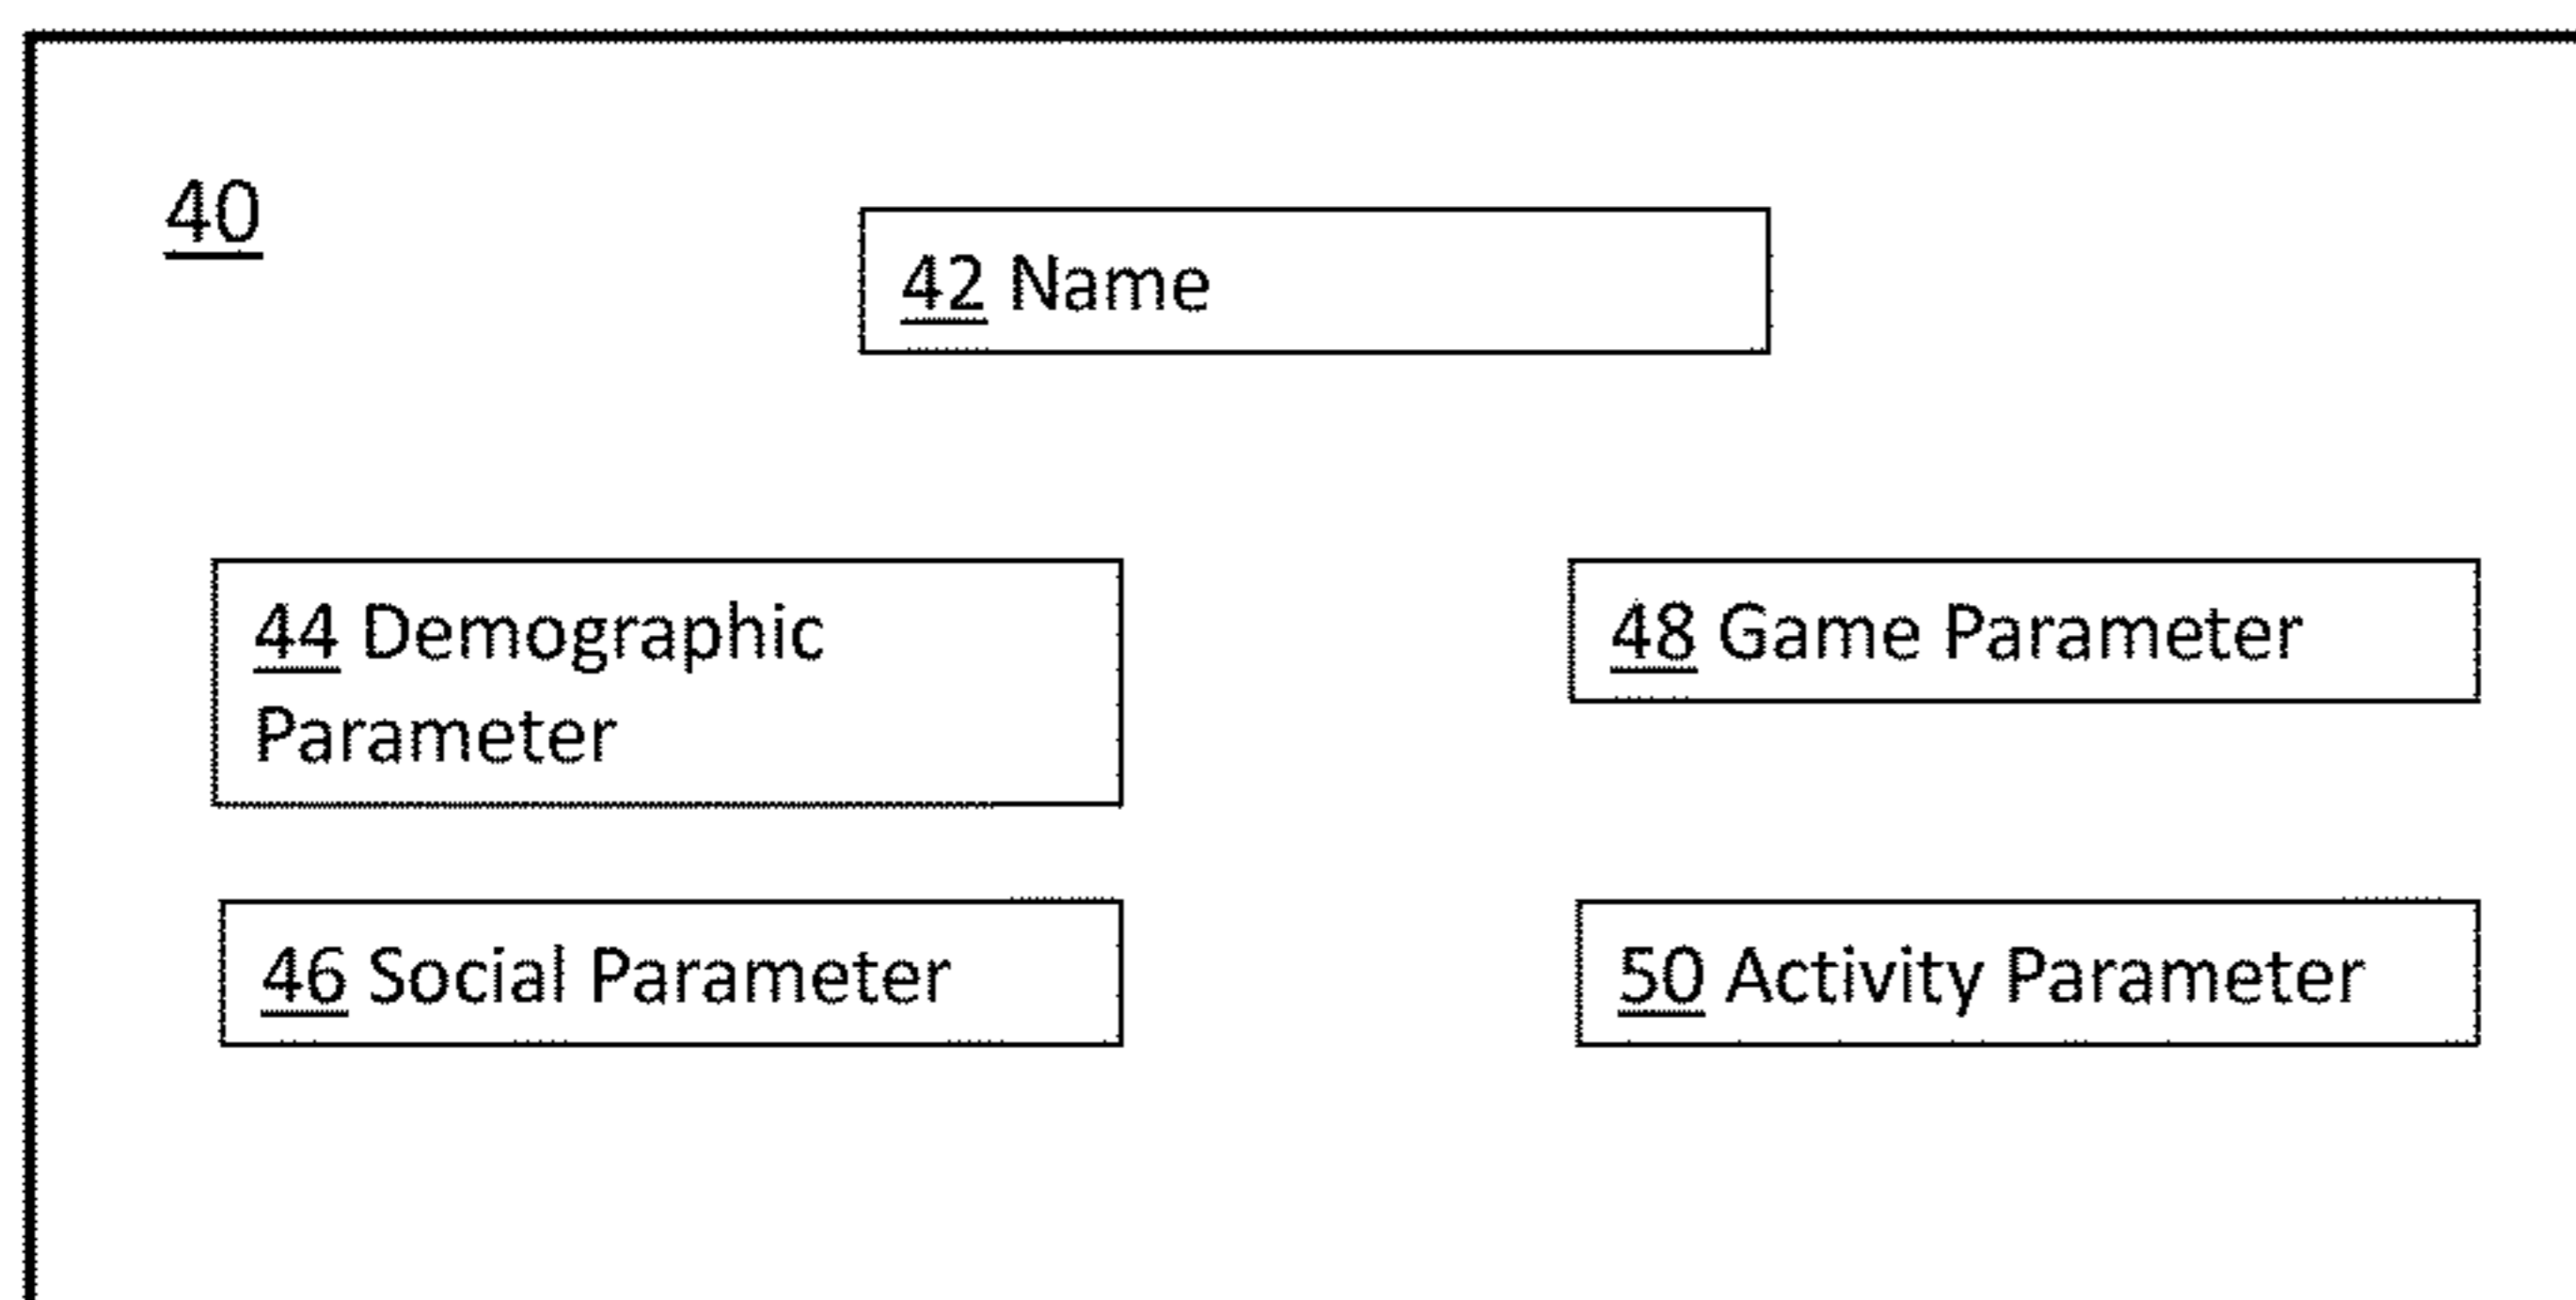 40
42 Name
44 Demographic
Parameter
48 Game Parameter
46 Social Parameter
50 Activity Parameter